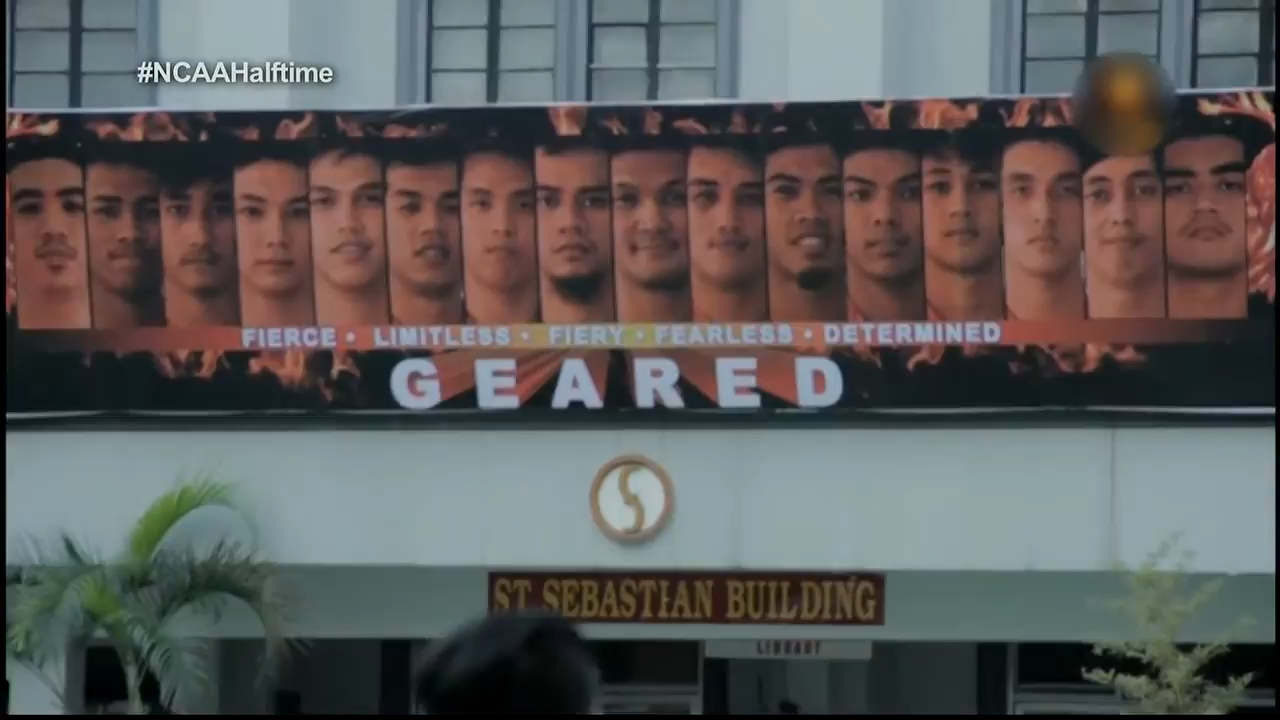 #NCAAHalftime
FIERCE • LIMITLESS • FIERY • FEARLESS • DETERMINED
GEARED
S
ST. SEBASTIAN BUILDING
LIBRARY